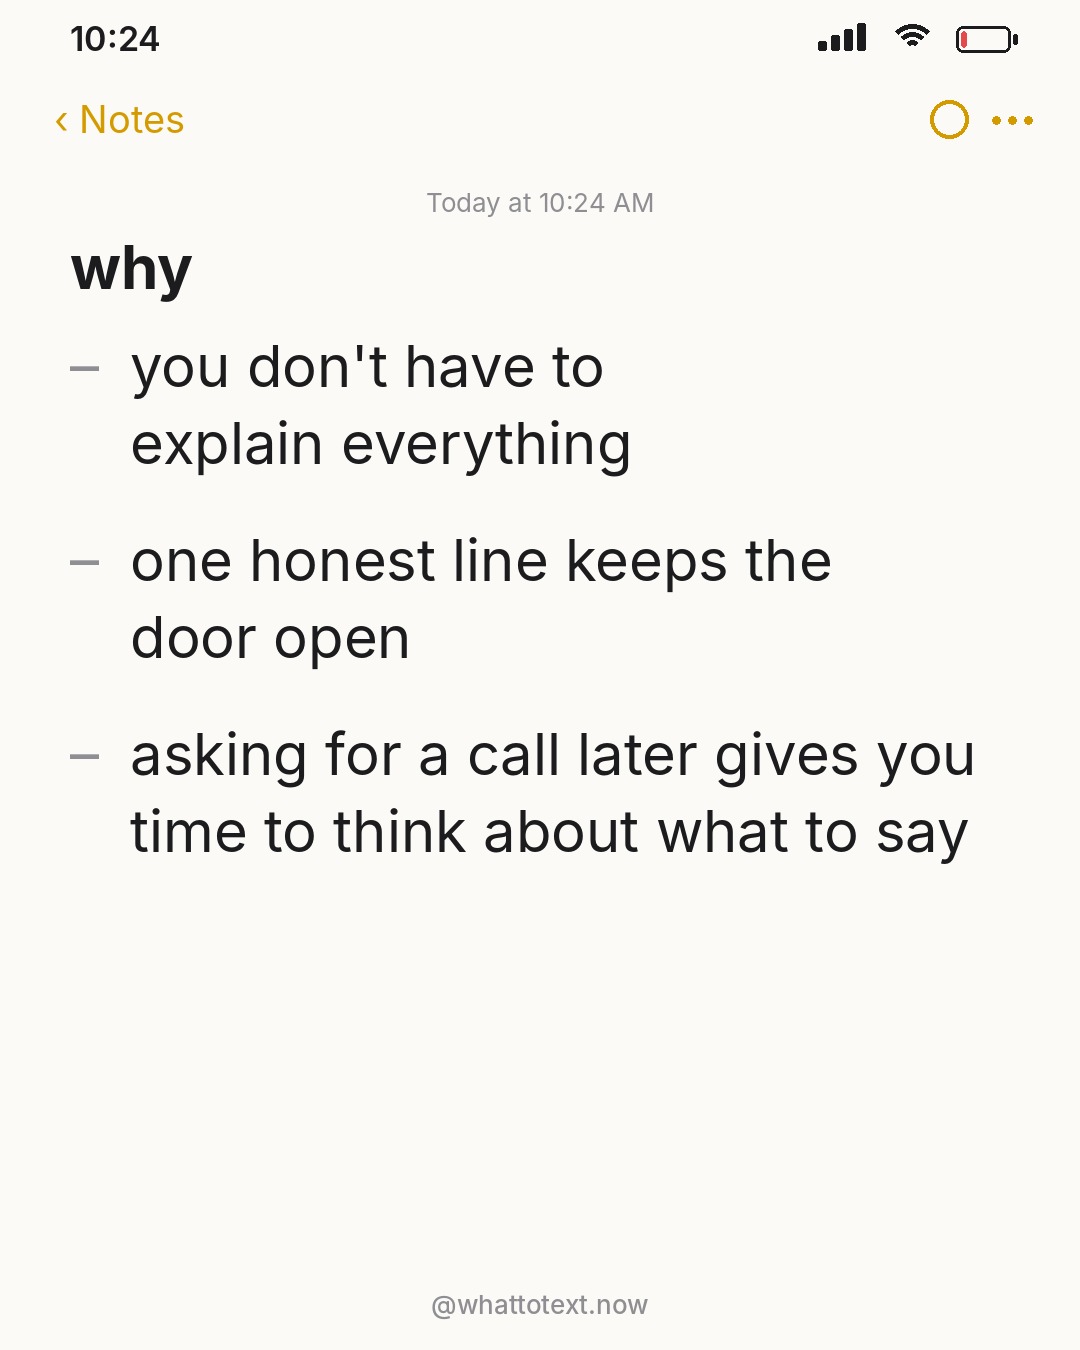 10:24
‹ Notes
Today at 10:24 AM
why
– you don't have to
explain everything
– one honest line keeps the
door open
– asking for a call later gives you
time to think about what to say
@whattotext.now